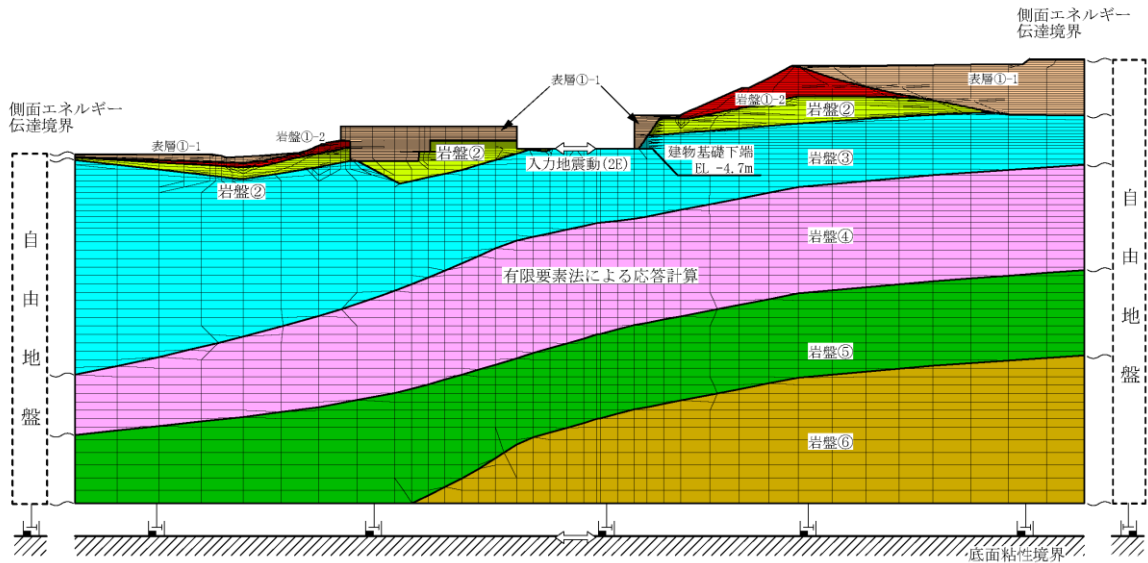 側面エネルギー
伝達境界
表層①-1
表層①-1
岩盤①-2
岩盤②
側面エネルギー
伝達境界
岩盤①-2
表層①-1
岩盤②
入力地震動(2E)
建物基礎下端
EL -4.7m
岩盤③
岩盤②
自由地盤
自由地盤
岩盤④
有限要素法による応答計算
岩盤⑤
岩盤⑥
底面粘性境界